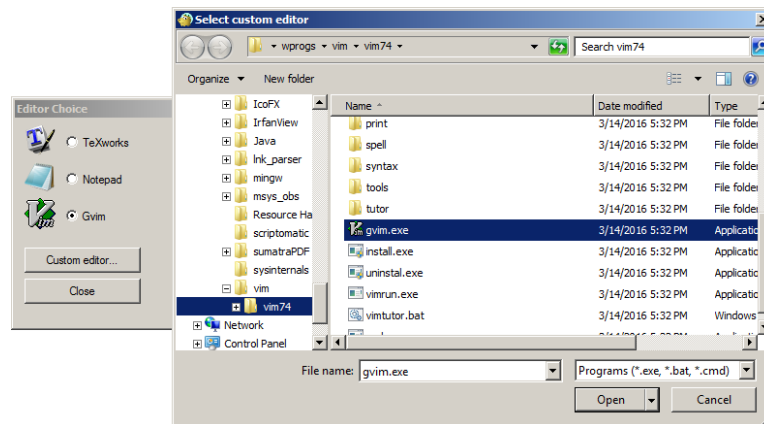 Select custom editor
wprogs vim vim74
Search vim74
Organize New folder
Editor Choice
TeXworks
Notepad
Gvim
Custom editor...
Close
IcoFX
IrfanView
Java
lnk_parser
mingw
msys_obs
Resource Ha
scriptomatic
sumatraPDF
sysinternals
vim
vim74
Network
Control Panel
Name Date modified Type
print 3/14/2016 5:32 PM File folder
spell 3/14/2016 5:32 PM File folder
syntax 3/14/2016 5:32 PM File folder
tools 3/14/2016 5:32 PM File folder
tutor 3/14/2016 5:32 PM File folder
gvim.exe 3/14/2016 5:32 PM Applicatic
install.exe 3/14/2016 5:32 PM Applicatic
uninstal.exe 3/14/2016 5:32 PM Applicatic
vimrun.exe 3/14/2016 5:32 PM Applicatic
vimtutor.bat 3/14/2016 5:32 PM Windows
File name: gvim.exe Programs (*.exe, *.bat, *.cmd)
Open Cancel